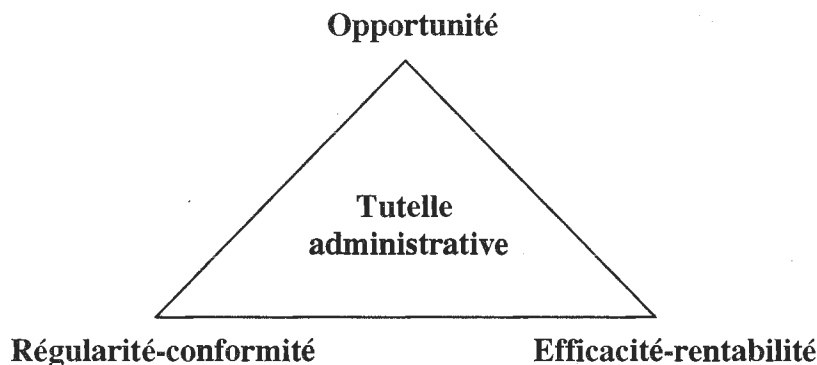 Opportunité
Tutelle
administrative
Régularité-conformité
Efficacité-rentabilité